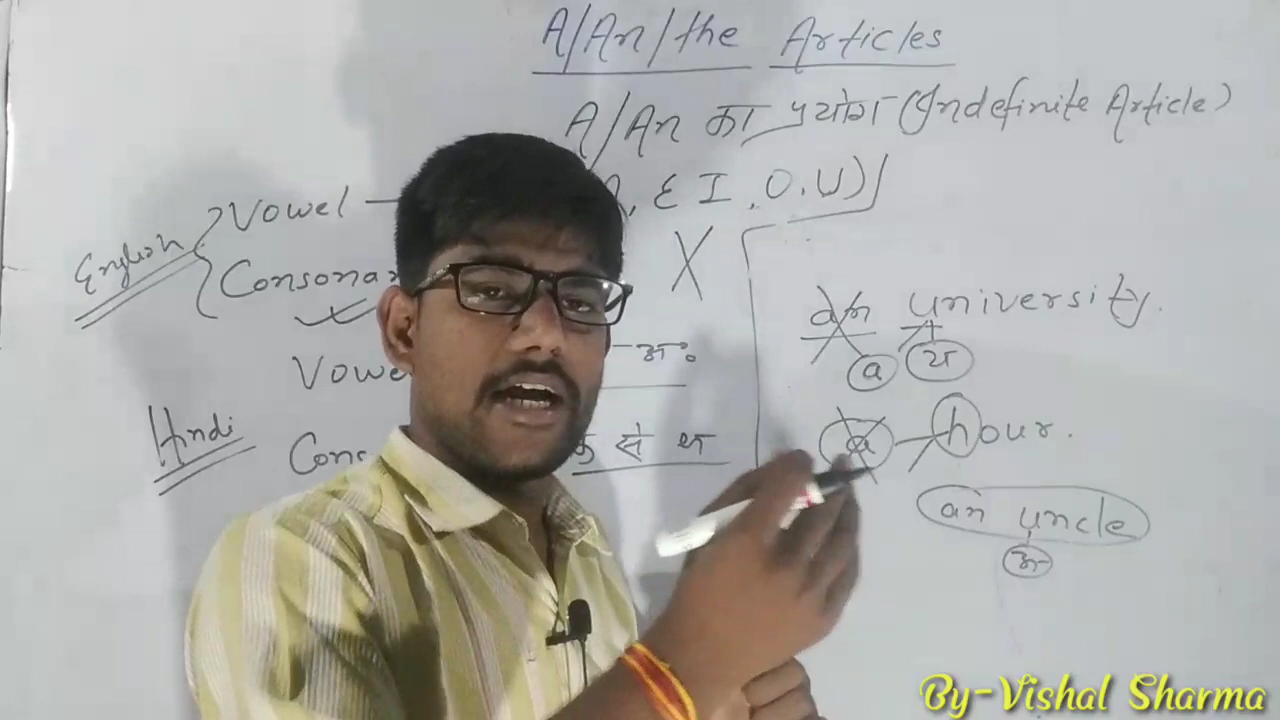 A/An/the Articles
A/An का प्रयोग (Indefinite Article)
English
Vowel — A, E I, O, U)
Consonan
X
Vowe
अः
Hindi
Cons
क से
an university.
a य
a hour.
an uncle
अ
By-Vishal Sharma